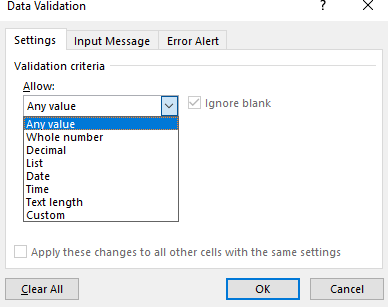 Data Validation ? ×
Settings Input Message Error Alert
Validation criteria
Allow:
Any value Ignore blank
Any value
Whole number
Decimal
List
Date
Time
Text length
Custom
Apply these changes to all other cells with the same settings
Clear All OK Cancel